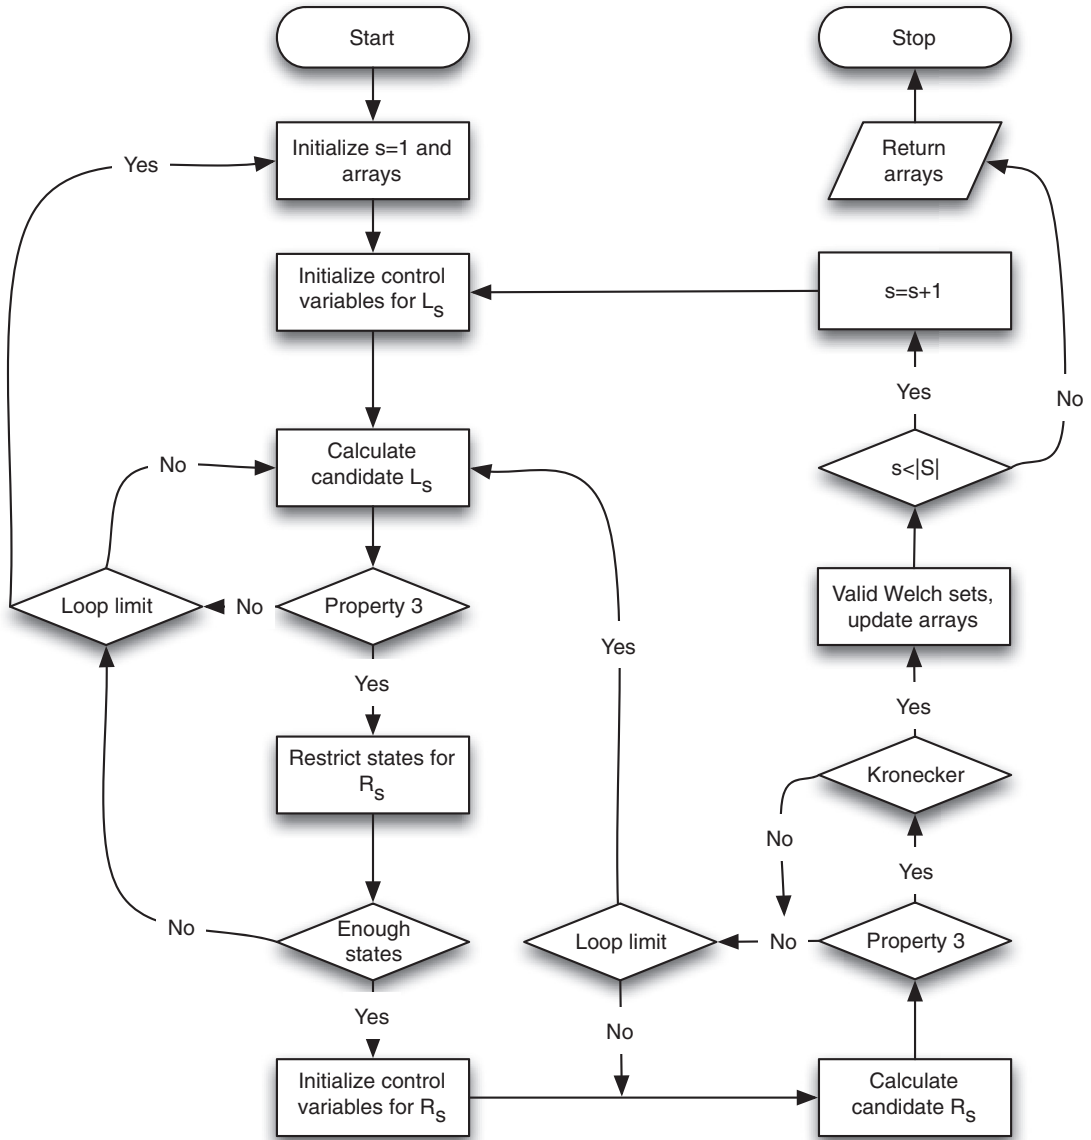 Start
Stop
Yes
Initialize s=1 and
arrays
Return
arrays
Initialize control
variables for Ls
s=s+1
Yes
No
No
Calculate
candidate Ls
s<|S|
Loop limit
No
Property 3
Valid Welch sets,
update arrays
Yes
Yes
Yes
Restrict states for
Rs
Kronecker
No
Yes
No
Enough
states
Loop limit
No
Property 3
Yes
No
Initialize control
variables for Rs
Calculate
candidate Rs